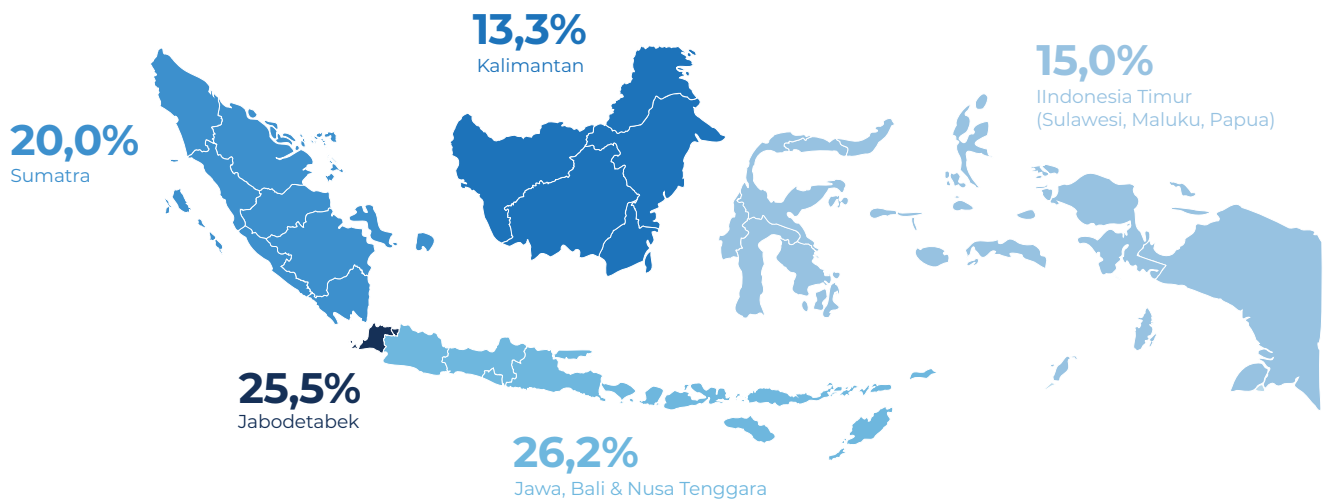 13,3%
Kalimantan
15,0%
IIndonesia Timur
(Sulawesi, Maluku, Papua)
20,0%
Sumatra
25,5%
Jabodetabek
26,2%
Jawa, Bali & Nusa Tenggara